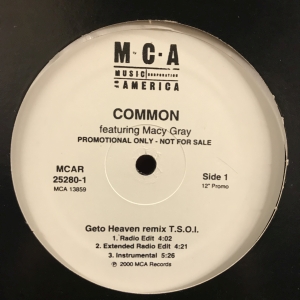 M·C·A
MUSIC CORPORATION
OF AMERICA
COMMON
featuring Macy Gray
PROMOTIONAL ONLY - NOT FOR SALE
MCAR
25280-1
MCA 13859
Side 1
12" Promo
Geto Heaven remix T.S.O.I.
1. Radio Edit 4:02
2. Extended Radio Edit 4:21
3. Instrumental 5:26
℗ 2000 MCA Records